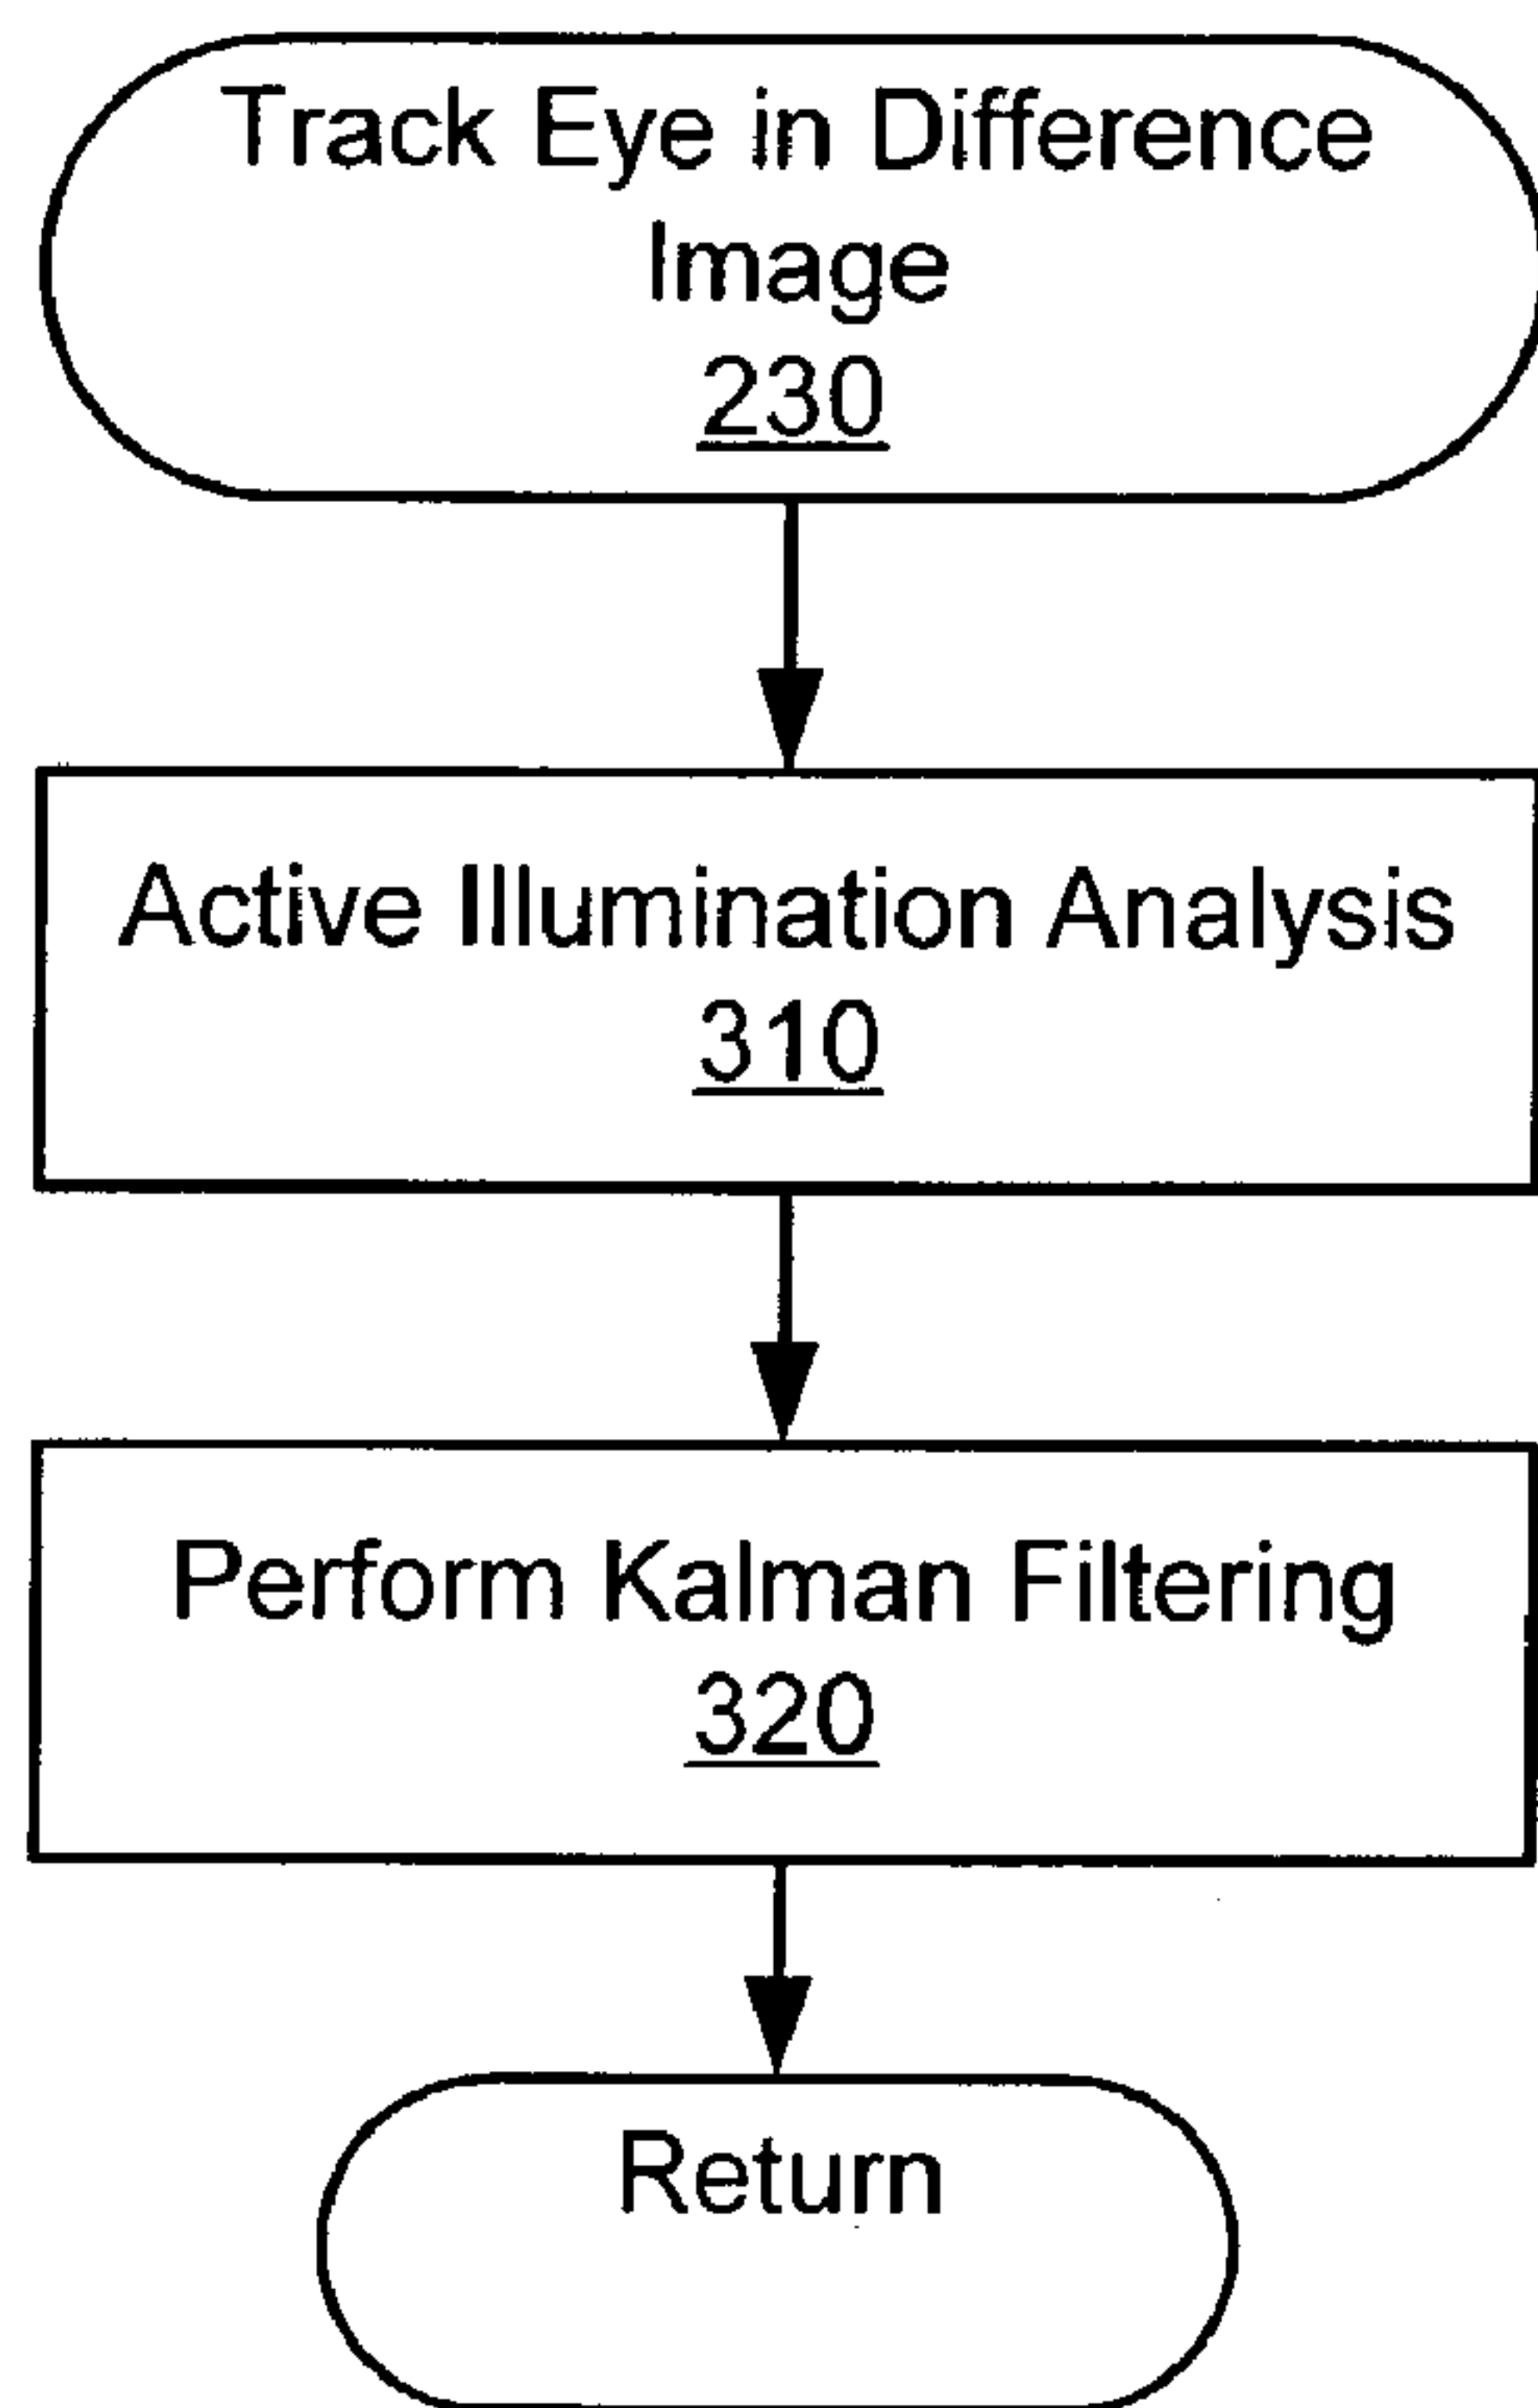 Track Eye in Difference
Image
230
Active Illumination Analysis
310
Perform Kalman Filtering
320
Return